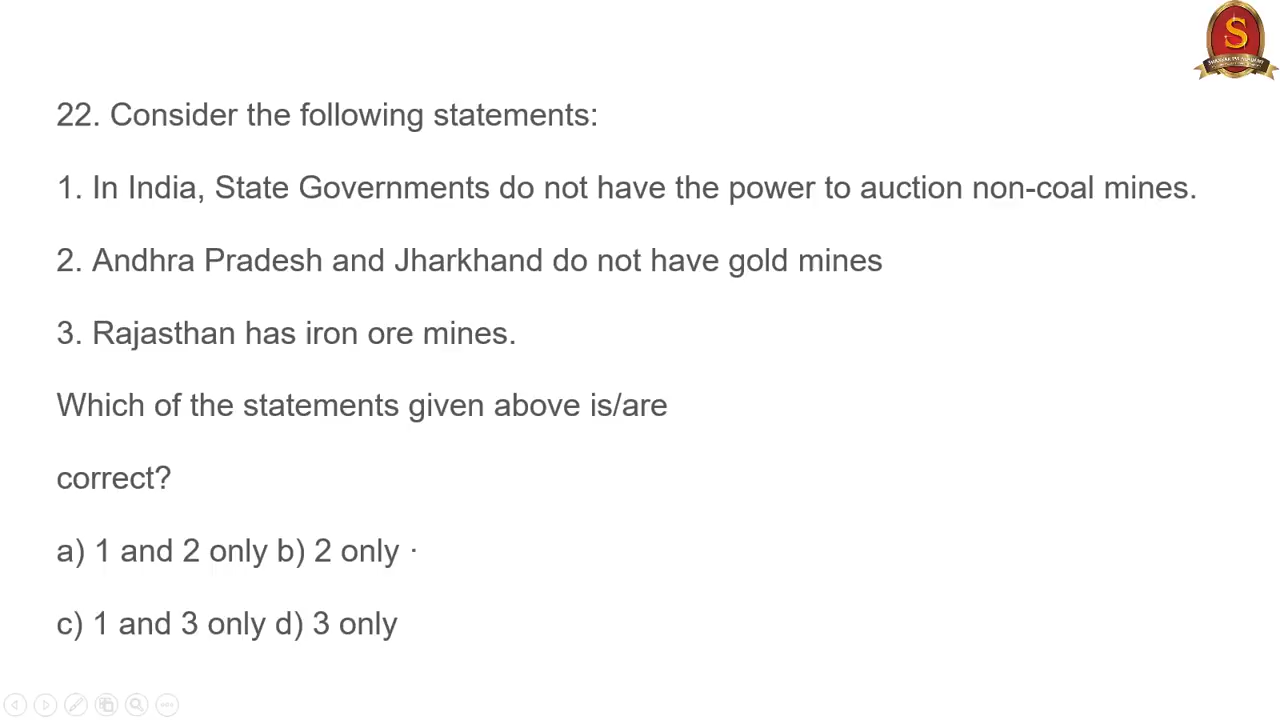 S
22. Consider the following statements:
1. In India, State Governments do not have the power to auction non-coal mines.
2. Andhra Pradesh and Jharkhand do not have gold mines
3. Rajasthan has iron ore mines.
Which of the statements given above is/are
correct?
a) 1 and 2 only b) 2 only ·
c) 1 and 3 only d) 3 only